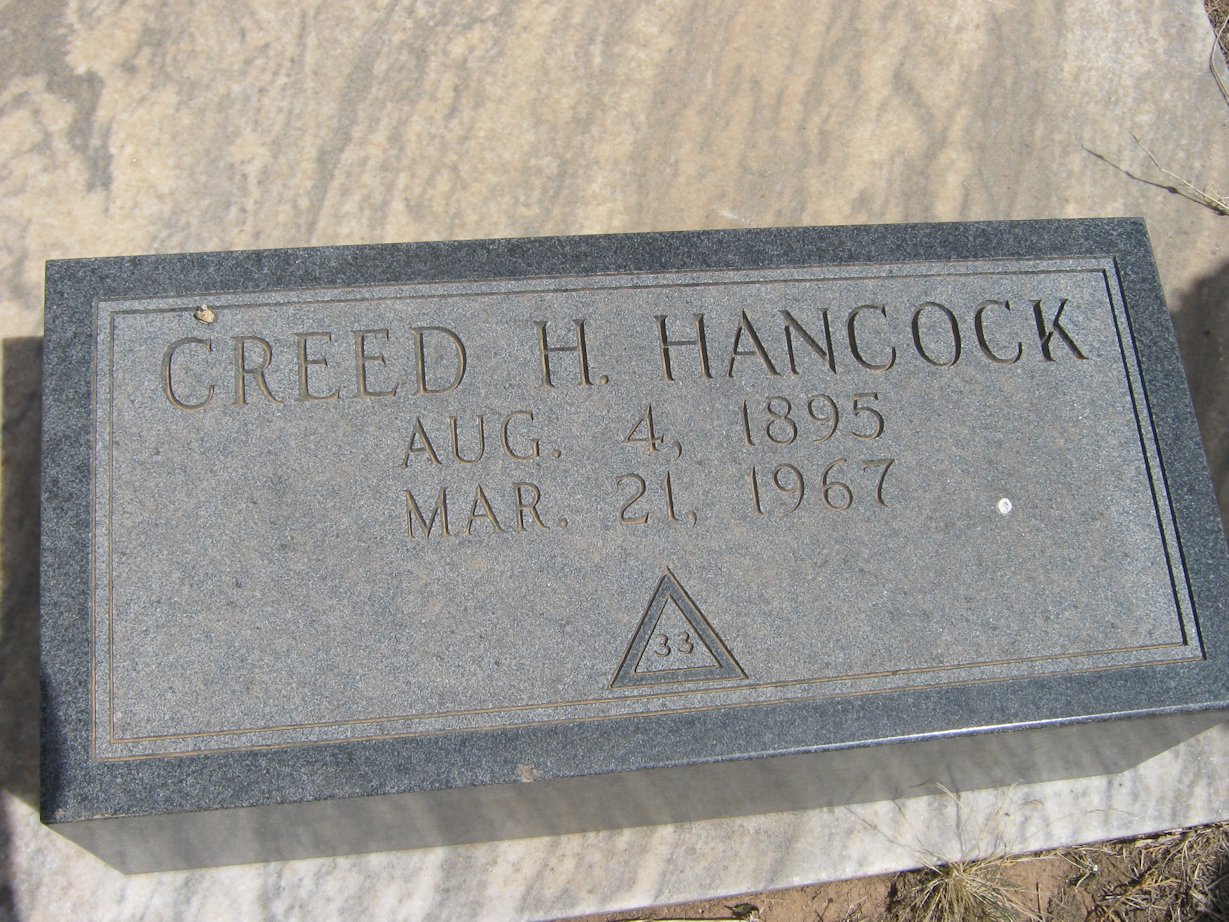 CREED H. HANCOCK
AUG. 4, 1895
MAR. 21, 1967
33